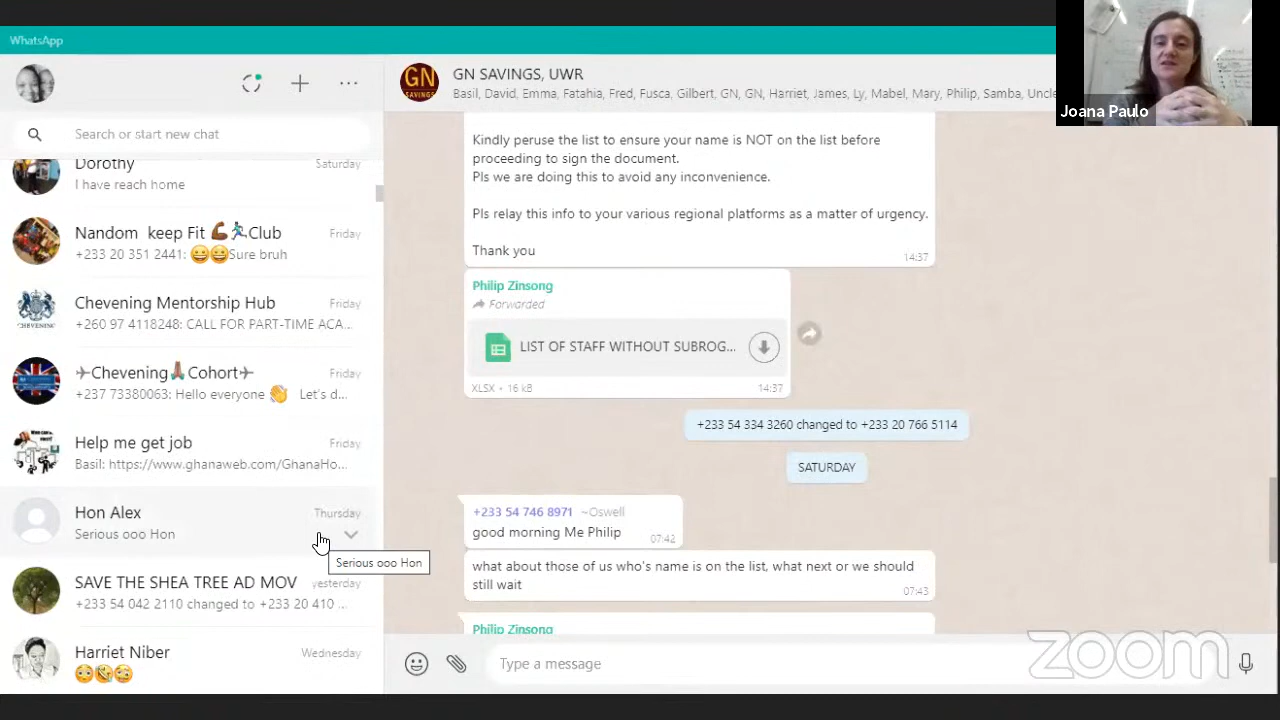 WhatsApp
Search or start new chat
Dorothy
Saturday
I have reach home
Nandom keep Fit 💪🏾🏃‍♂️Club
Friday
+233 20 351 2441: 😀😀Sure bruh
Chevening Mentorship Hub
Friday
+260 97 4118248: CALL FOR PART-TIME ACA...
✈Chevening🙏🏽Cohort✈
Friday
+237 73380063: Hello everyone 👏 Let's d...
Help me get job
Friday
Basil: https://www.ghanaweb.com/GhanaHo...
Hon Alex
Thursday
Serious ooo Hon
Serious ooo Hon
SAVE THE SHEA TREE AD MOV
yesterday
+233 54 042 2110 changed to +233 20 410 ...
Harriet Niber
Wednesday
GN
SAVINGS
GN SAVINGS, UWR
Basil, David, Emma, Fatahia, Fred, Fusca, Gilbert, GN, GN, Harriet, James, Ly, Mabel, Mary, Philip, Samba, Uncle
Kindly peruse the list to ensure your name is NOT on the list before
proceeding to sign the document.
Pls we are doing this to avoid any inconvenience.
Pls relay this info to your various regional platforms as a matter of urgency.
Thank you
14:37
Philip Zinsong
Forwarded
LIST OF STAFF WITHOUT SUBROG...
XLSX • 16 kB
14:37
+233 54 334 3260 changed to +233 20 766 5114
SATURDAY
+233 54 746 8971 ~Oswell
good morning Me Philip
07:42
what about those of us who's name is on the list, what next or we should
still wait
07:43
Philip Zinsong
Type a message
Joana Paulo
zoom